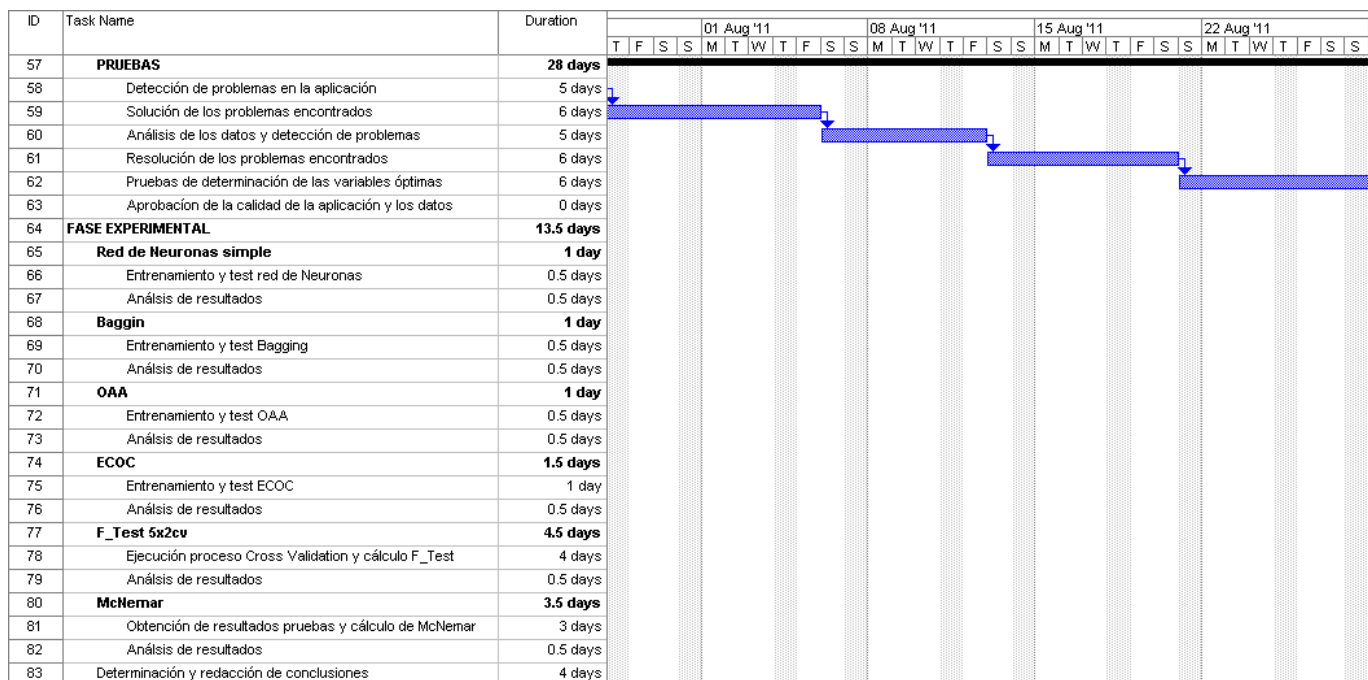 ID Task Name Duration 01 Aug '11 08 Aug '11 15 Aug '11 22 Aug '11
T F S S M T W T F S S M T W T F S S M T W T F S S M T W T F S S
57 PRUEBAS 28 days
58 Detección de problemas en la aplicación 5 days
59 Solución de los problemas encontrados 6 days
60 Análisis de los datos y detección de problemas 5 days
61 Resolución de los problemas encontrados 6 days
62 Pruebas de determinación de las variables óptimas 6 days
63 Aprobacíon de la calidad de la aplicación y los datos 0 days
64 FASE EXPERIMENTAL 13.5 days
65 Red de Neuronas simple 1 day
66 Entrenamiento y test red de Neuronas 0.5 days
67 Análsis de resultados 0.5 days
68 Baggin 1 day
69 Entrenamiento y test Bagging 0.5 days
70 Análsis de resultados 0.5 days
71 OAA 1 day
72 Entrenamiento y test OAA 0.5 days
73 Análsis de resultados 0.5 days
74 ECOC 1.5 days
75 Entrenamiento y test ECOC 1 day
76 Análsis de resultados 0.5 days
77 F_Test 5x2cv 4.5 days
78 Ejecución proceso Cross Validation y cálculo F_Test 4 days
79 Análsis de resultados 0.5 days
80 McNemar 3.5 days
81 Obtención de resultados pruebas y cálculo de McNemar 3 days
82 Análsis de resultados 0.5 days
83 Determinación y redacción de conclusiones 4 days